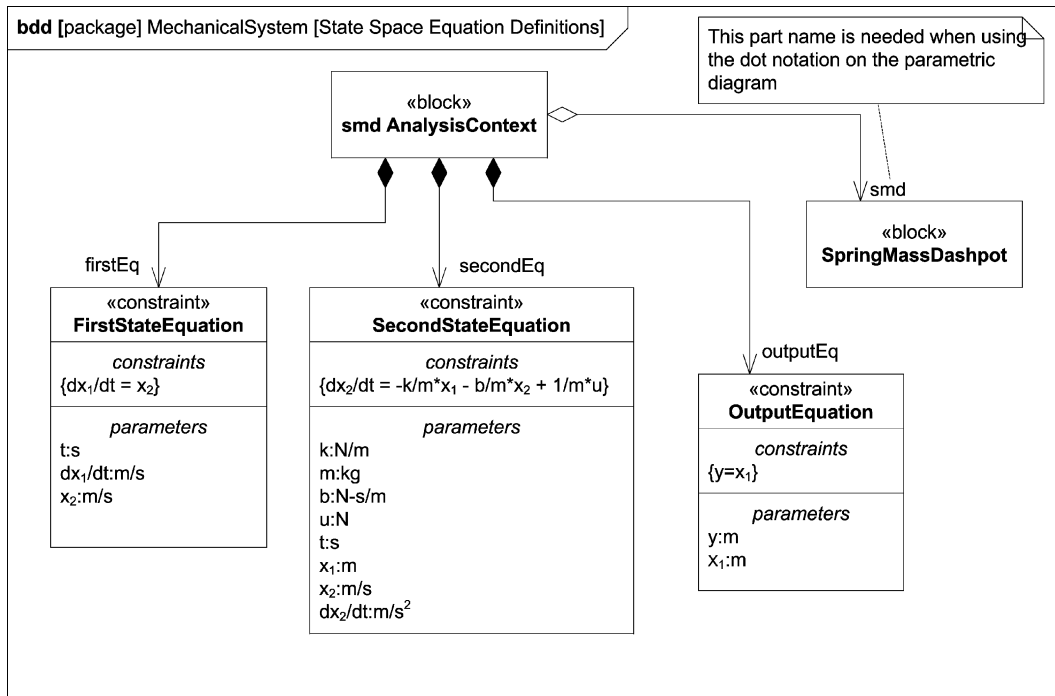 bdd [package] MechanicalSystem [State Space Equation Definitions]
This part name is needed when using
the dot notation on the parametric
diagram
«block»
smd AnalysisContext
smd
«block»
SpringMassDashpot
firstEq
«constraint»
FirstStateEquation
constraints
{dx₁/dt = x₂}
parameters
t:s
dx₁/dt:m/s
x₂:m/s
secondEq
«constraint»
SecondStateEquation
constraints
{dx₂/dt = -k/m*x₁ - b/m*x₂ + 1/m*u}
parameters
k:N/m
m:kg
b:N-s/m
u:N
t:s
x₁:m
x₂:m/s
dx₂/dt:m/s²
outputEq
«constraint»
OutputEquation
constraints
{y=x₁}
parameters
y:m
x₁:m